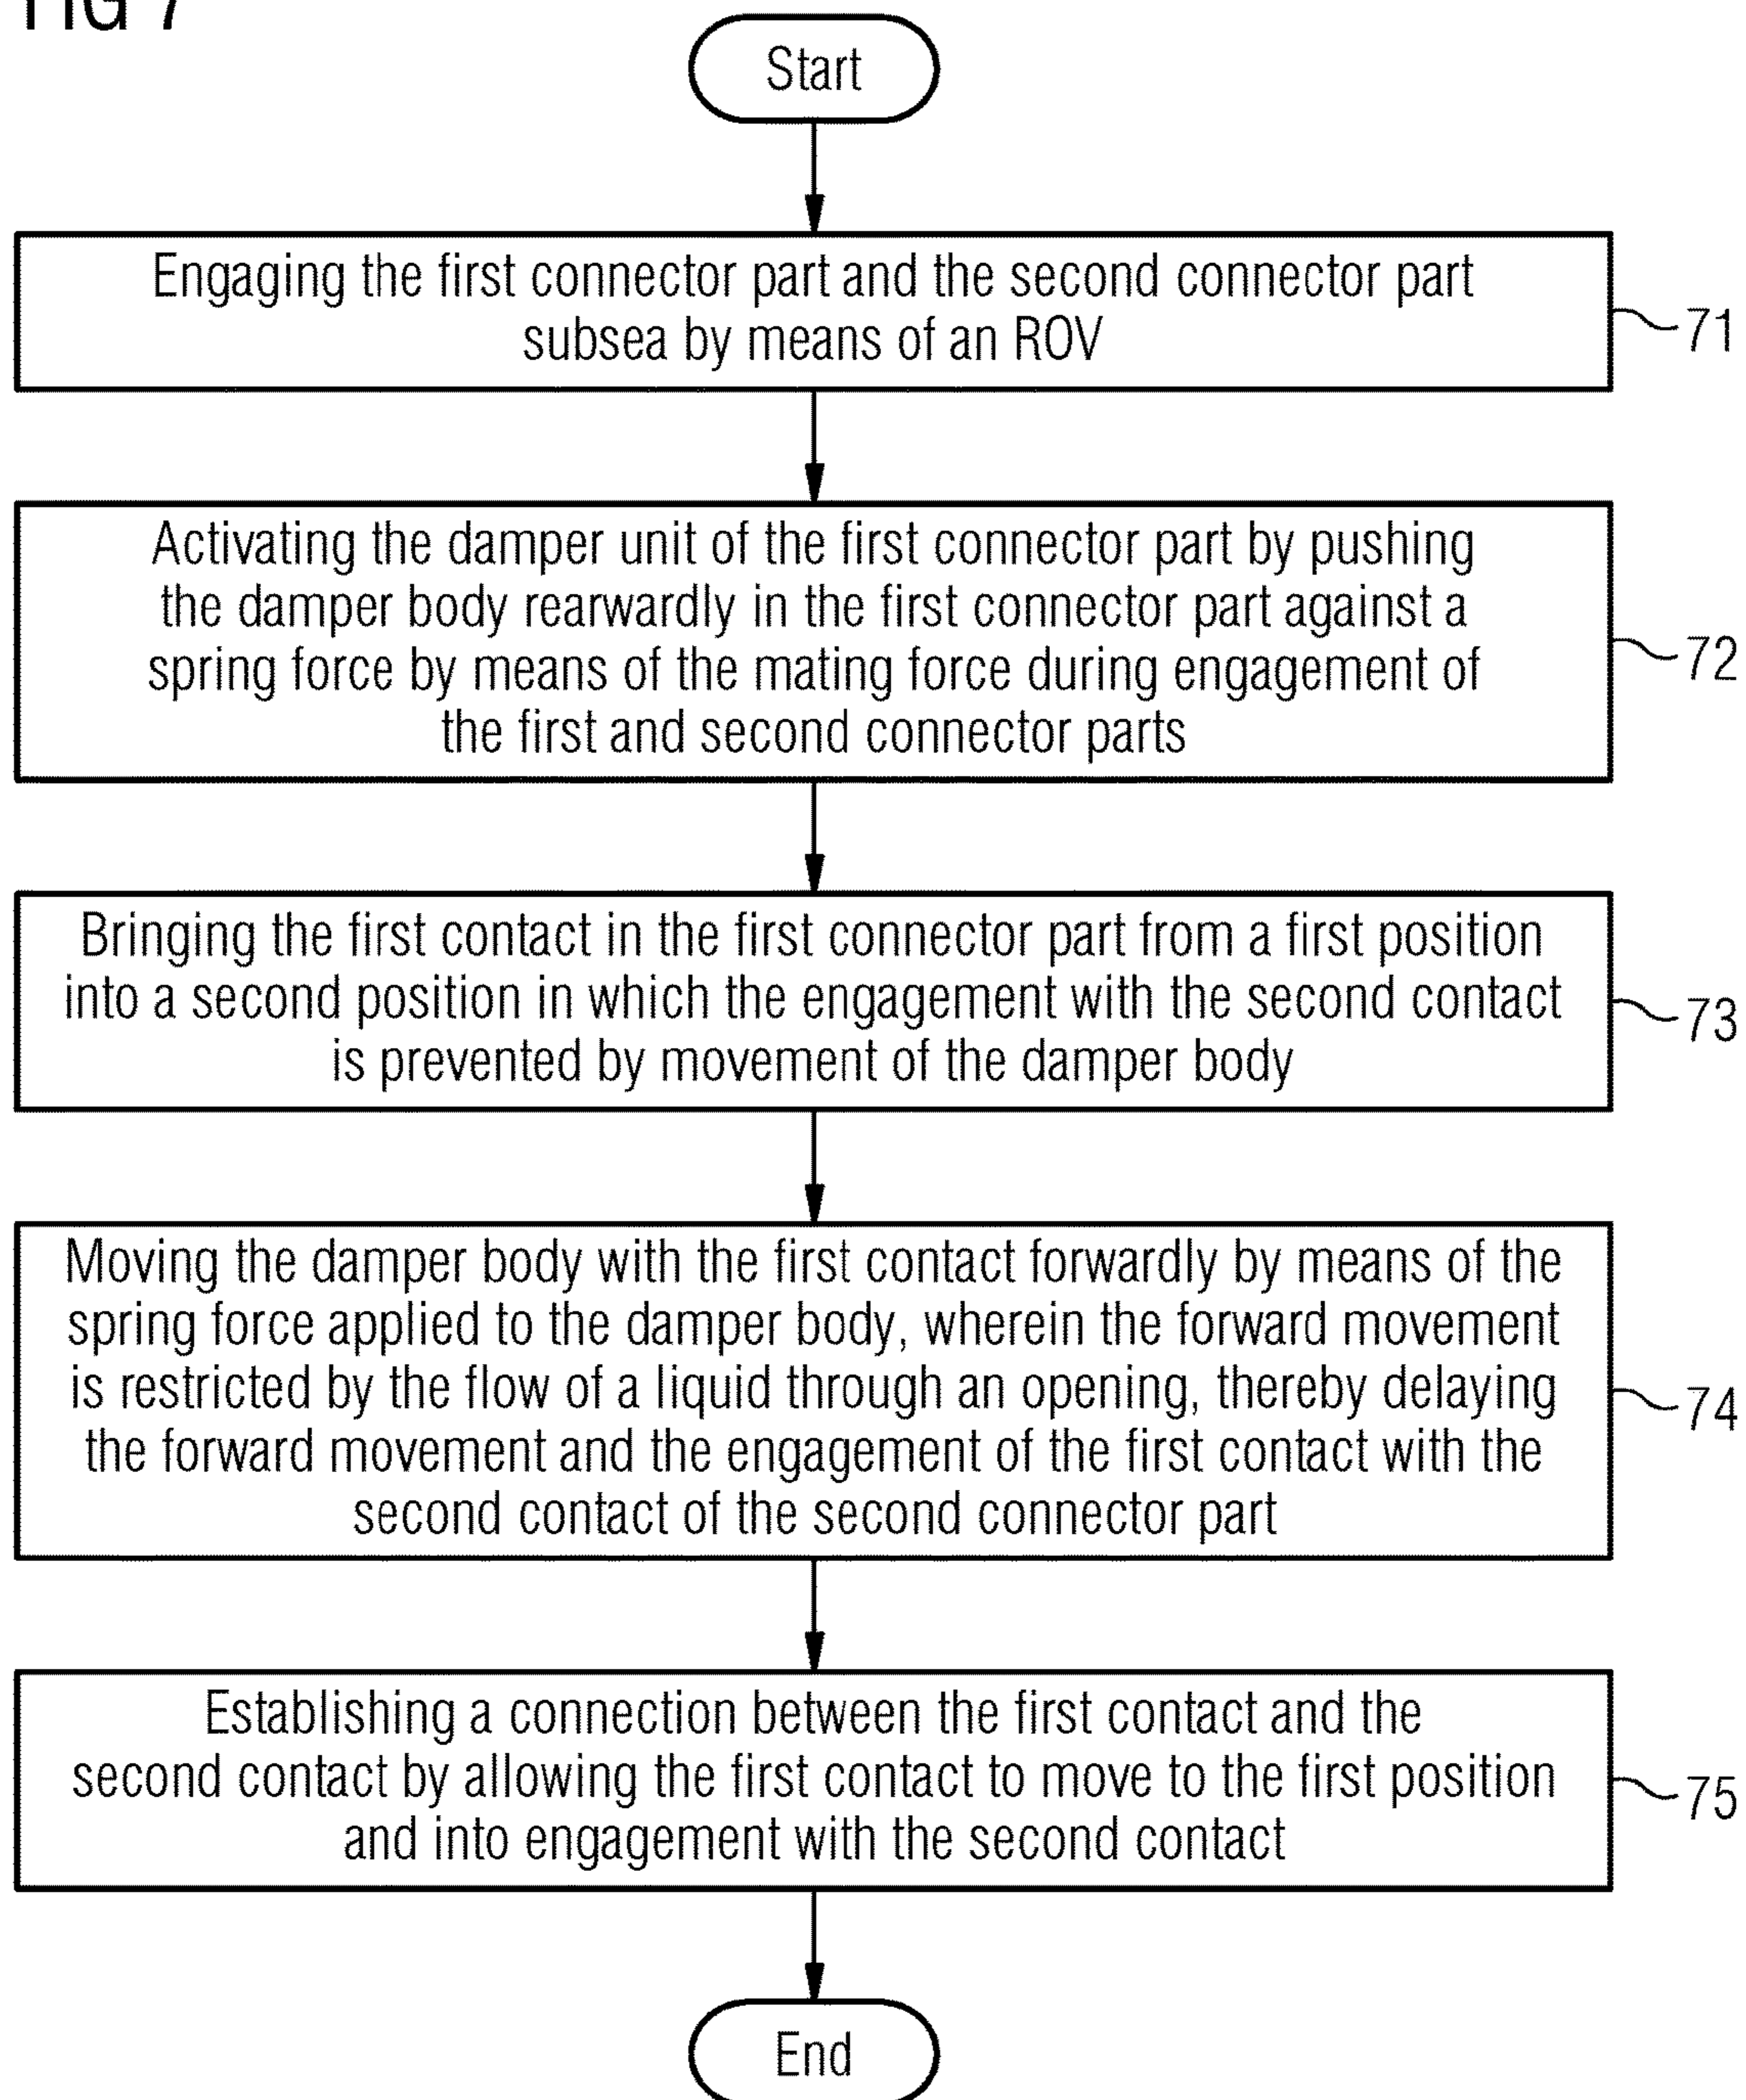 FIG 7
Start
Engaging the first connector part and the second connector part
subsea by means of an ROV
71
Activating the damper unit of the first connector part by pushing
the damper body rearwardly in the first connector part against a
spring force by means of the mating force during engagement of
the first and second connector parts
72
Bringing the first contact in the first connector part from a first position
into a second position in which the engagement with the second contact
is prevented by movement of the damper body
73
Moving the damper body with the first contact forwardly by means of the
spring force applied to the damper body, wherein the forward movement
is restricted by the flow of a liquid through an opening, thereby delaying
the forward movement and the engagement of the first contact with the
second contact of the second connector part
74
Establishing a connection between the first contact and the
second contact by allowing the first contact to move to the first position
and into engagement with the second contact
75
End